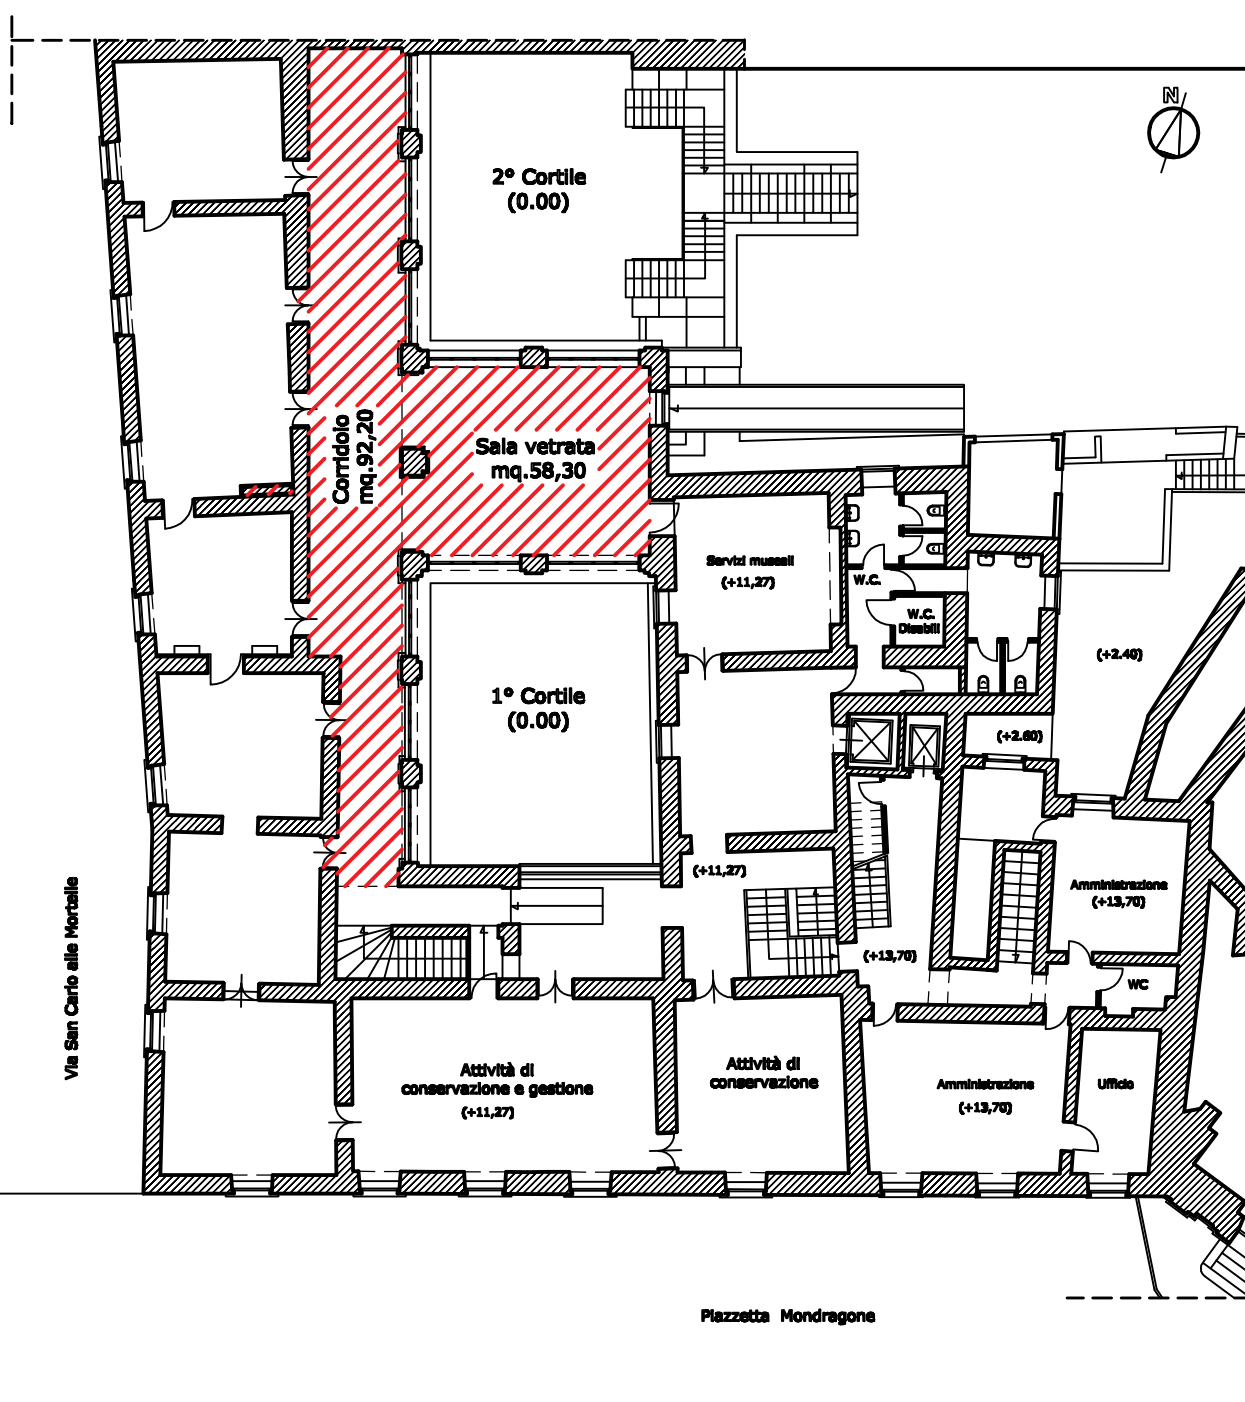 N
2° Cortile
(0.00)
Corridoio
mq.92,20
Sala vetrata
mq.58,30
Servizi museali
(+11,27)
W.C.
W.C.
Disabili
(+2.40)
1° Cortile
(0.00)
(+2.60)
(+11,27)
Amministrazione
(+13,70)
(+13,70)
WC
Via San Carlo alle Mortelle
Attività di
conservazione e gestione
(+11,27)
Attività di
conservazione
Amministrazione
(+13,70)
Ufficio
Piazzetta Mondragone